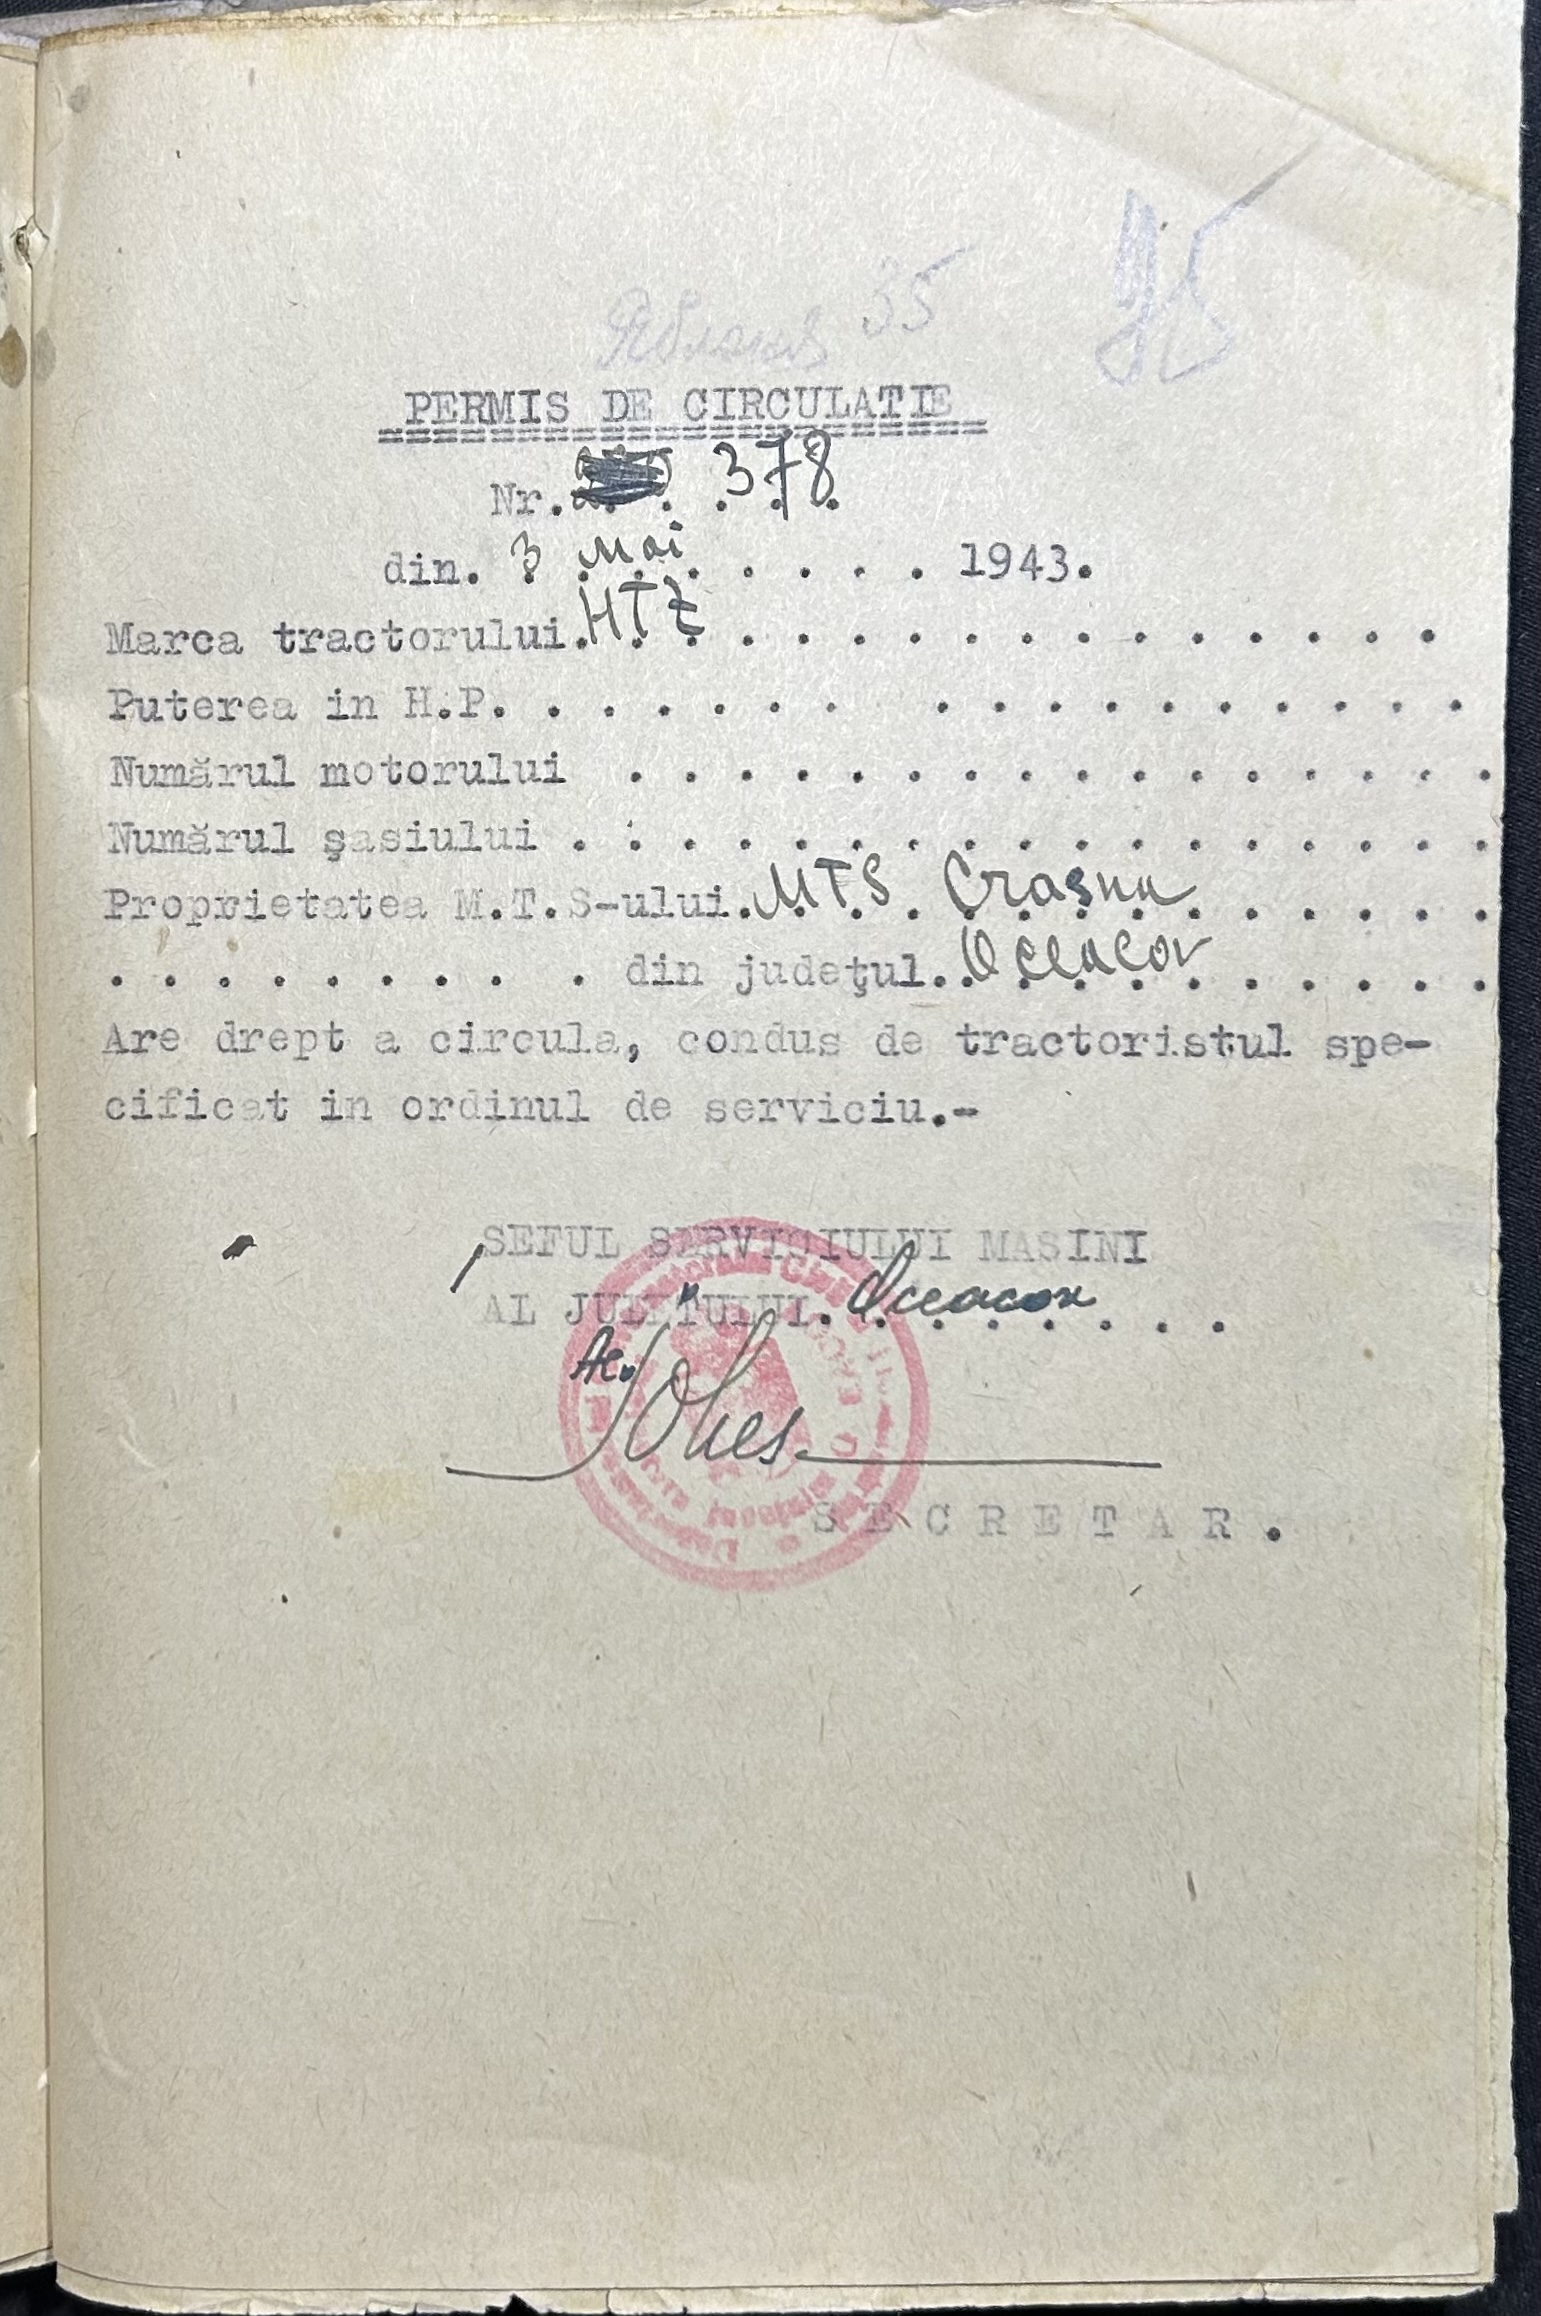 35
PERMIS DE CIRCULATIE
Nr. . . 378
din. 3 Mai . . . . . 1943.
Marca tractorului. HTZ . . . . . . . . . . . . .
Puterea in H.P. . . . . . . . . . . . . . . . . .
Numărul motorului . . . . . . . . . . . . . . . .
Numărul şasiului . . . . . . . . . . . . . . . . .
Proprietatea M.T.S-ului. MTS Craşna . . . . . .
. . . . . . . . . din judeţul. Oceacov . . . . .
Are drept a circula, condus de tractoristul spe-
cificat in ordinul de serviciu.-
SEFUL SERVICIULUI MASINI
AL JUDEŢULUI. Oceacov . . .
SECRETAR.